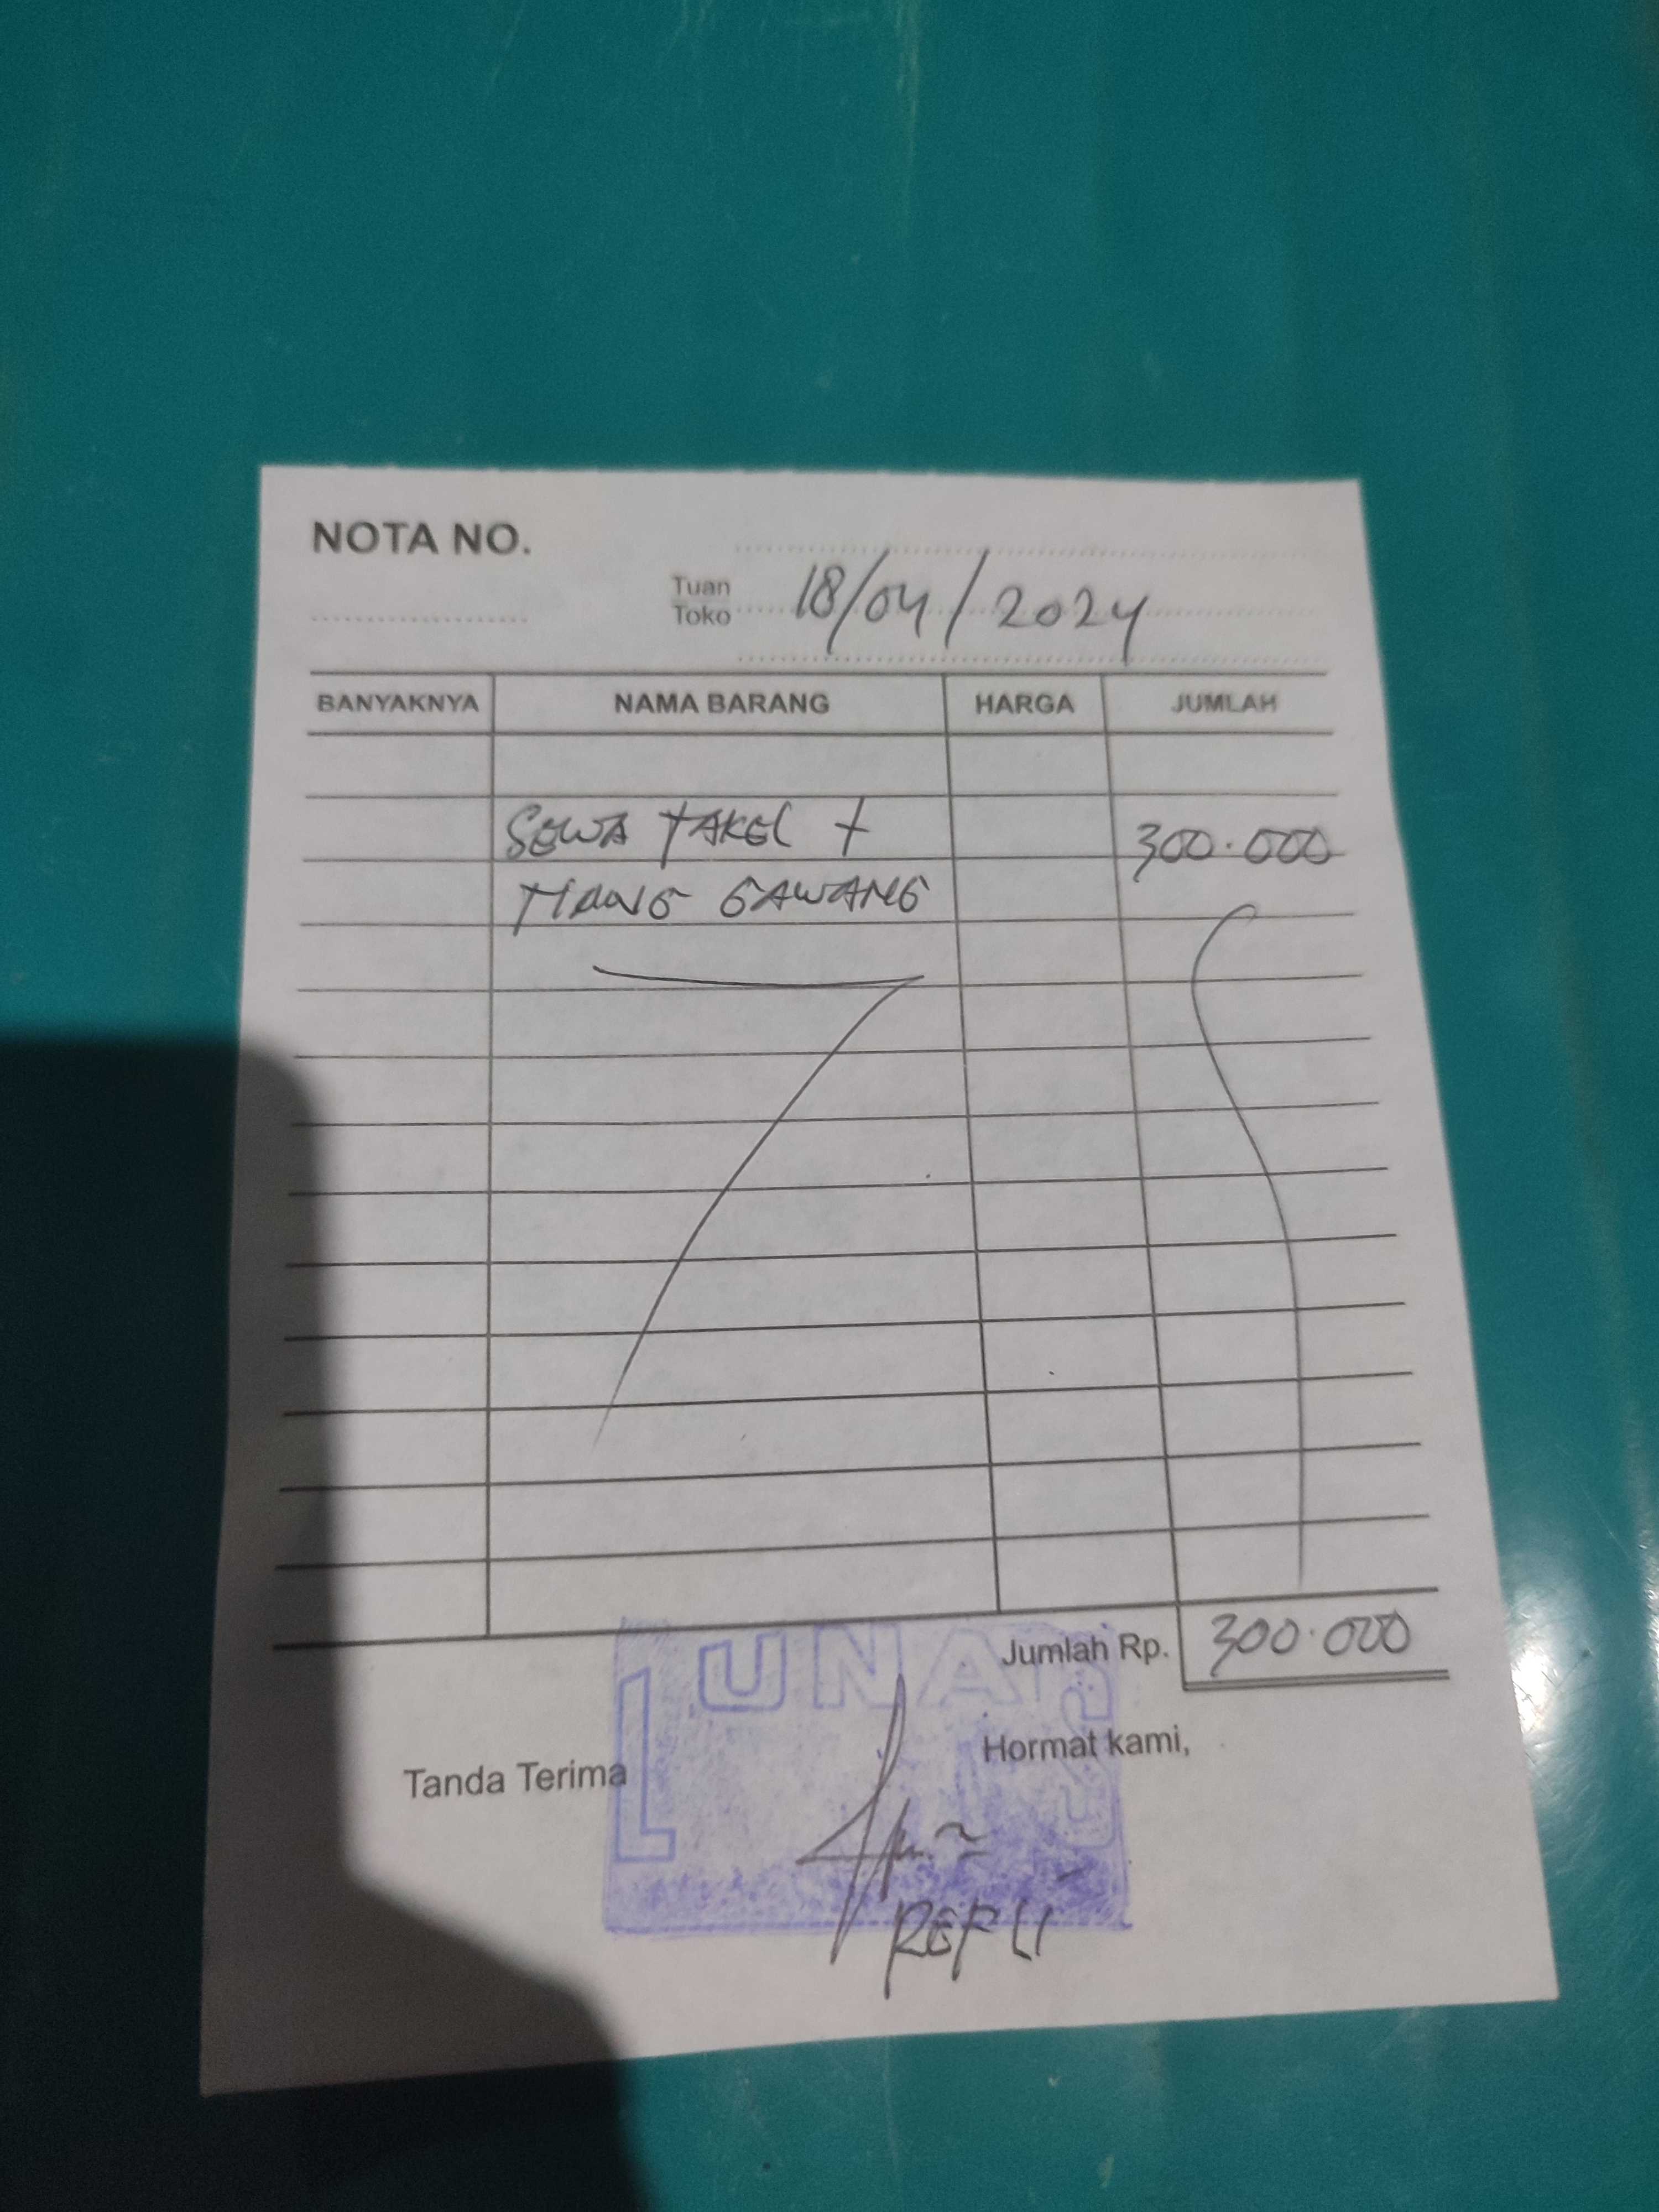 NOTA NO.
Tuan
Toko 18/04/2024
BANYAKNYA NAMA BARANG HARGA JUMLAH
SEWA TAKEL + 300.000
TIANG GAWANG
Jumlah Rp. 300.000
LUNAS
Tanda Terima Hormat kami,
REFLI